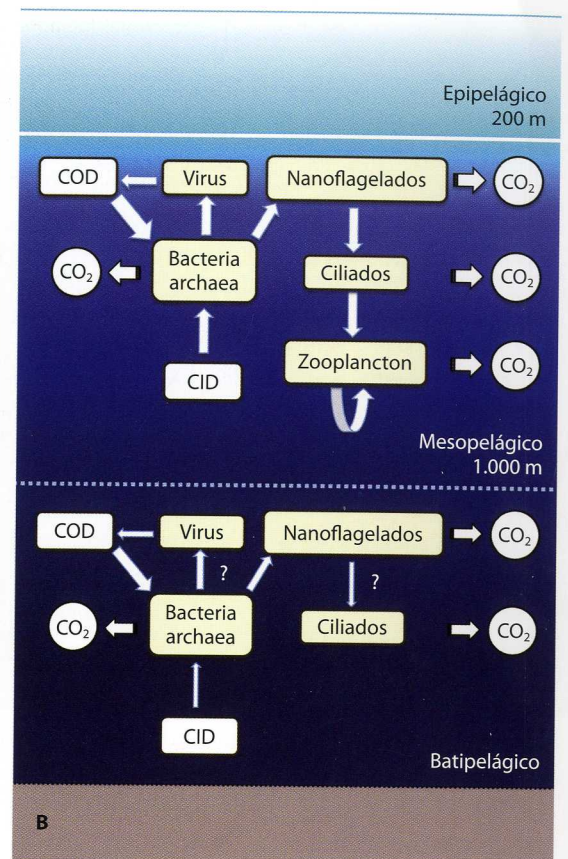 Epipelágico
200 m
COD
Virus
Nanoflagelados
CO₂
CO₂
Bacteria
archaea
Ciliados
CO₂
CID
Zooplancton
CO₂
Mesopelágico
1.000 m
COD
Virus
Nanoflagelados
CO₂
?
?
CO₂
Bacteria
archaea
Ciliados
CO₂
CID
Batipelágico
B